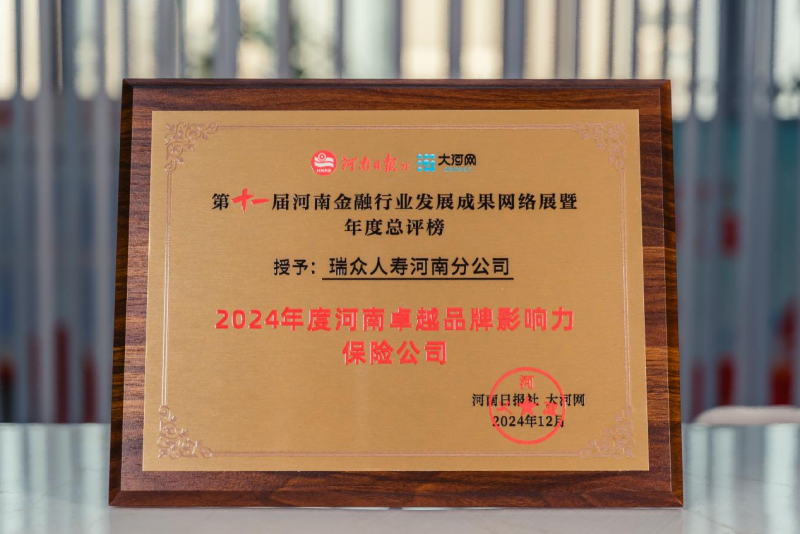 河南日报社 大河网
第十一届河南金融行业发展成果网络展暨
年度总评榜
授予：瑞众人寿河南分公司
2024年度河南卓越品牌影响力
保险公司
河南日报社 大河网
2024年12月